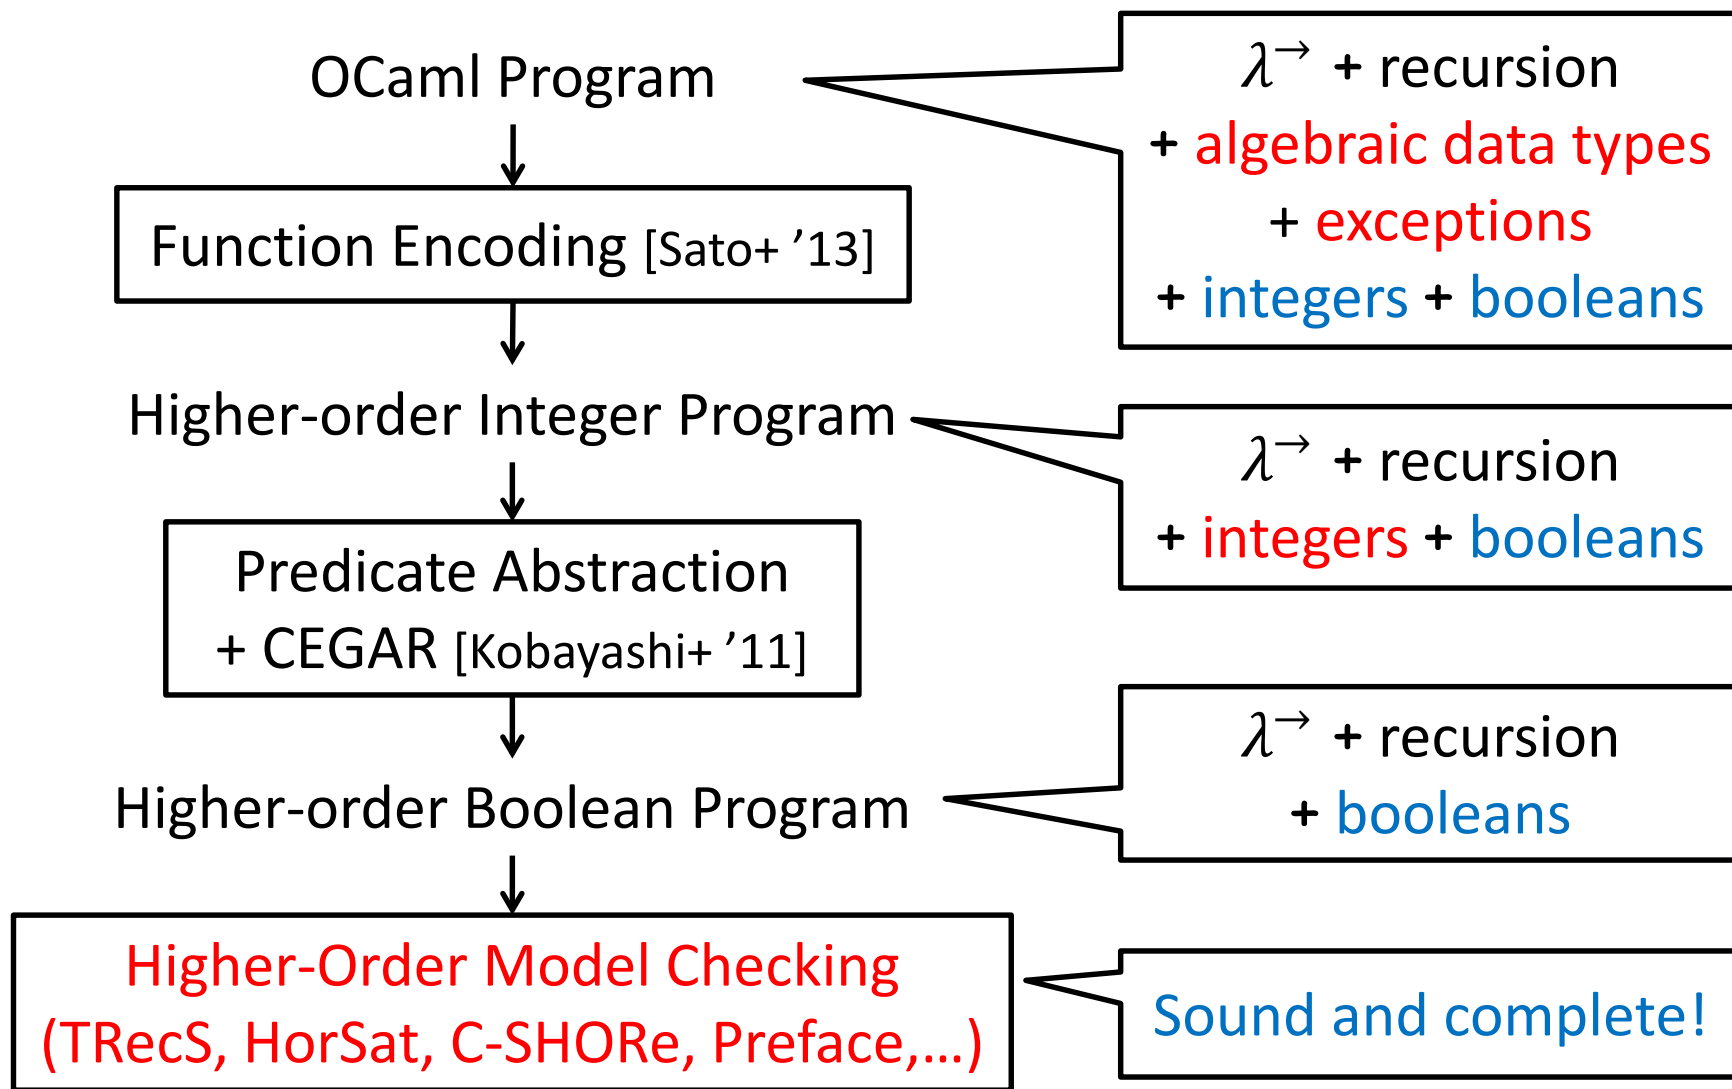 OCaml Program
λ→ + recursion
+ algebraic data types
+ exceptions
+ integers + booleans
Function Encoding [Sato+ ’13]
Higher-order Integer Program
λ→ + recursion
+ integers + booleans
Predicate Abstraction
+ CEGAR [Kobayashi+ ’11]
Higher-order Boolean Program
λ→ + recursion
+ booleans
Higher-Order Model Checking
(TRecS, HorSat, C-SHORe, Preface,...)
Sound and complete!